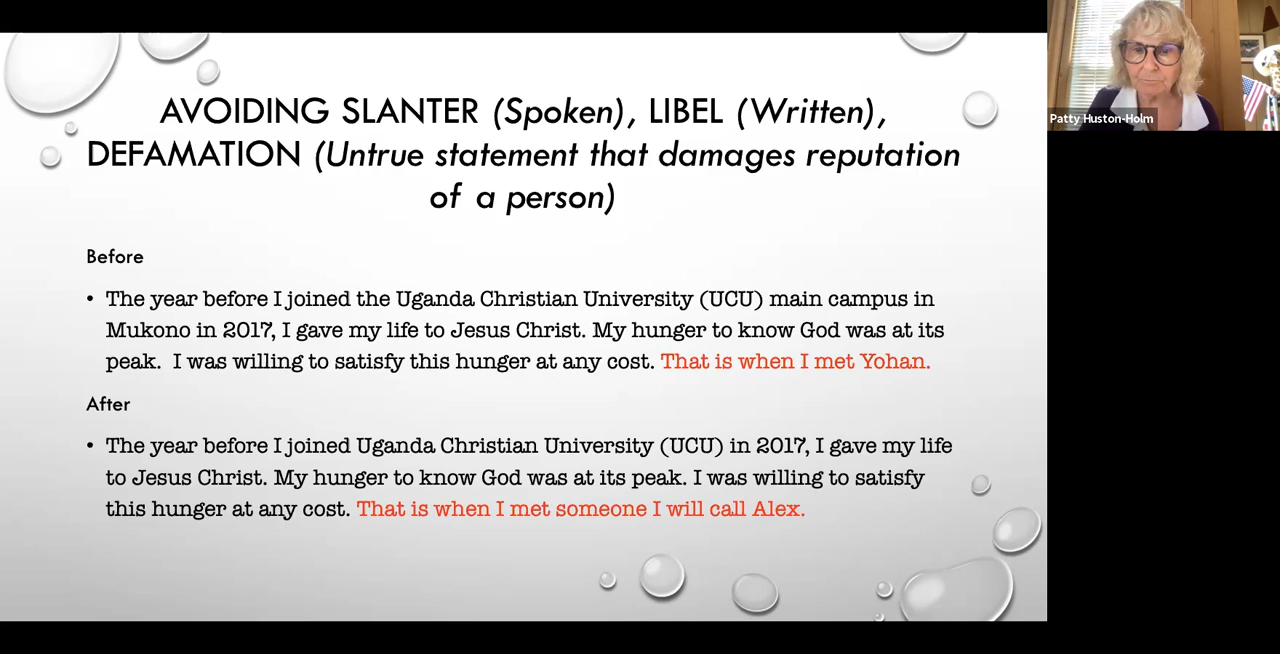 AVOIDING SLANTER (Spoken), LIBEL (Written),
DEFAMATION (Untrue statement that damages reputation
of a person)
Before
• The year before I joined the Uganda Christian University (UCU) main campus in
Mukono in 2017, I gave my life to Jesus Christ. My hunger to know God was at its
peak. I was willing to satisfy this hunger at any cost. That is when I met Yohan.
After
• The year before I joined Uganda Christian University (UCU) in 2017, I gave my life
to Jesus Christ. My hunger to know God was at its peak. I was willing to satisfy
this hunger at any cost. That is when I met someone I will call Alex.
Patty Huston-Holm